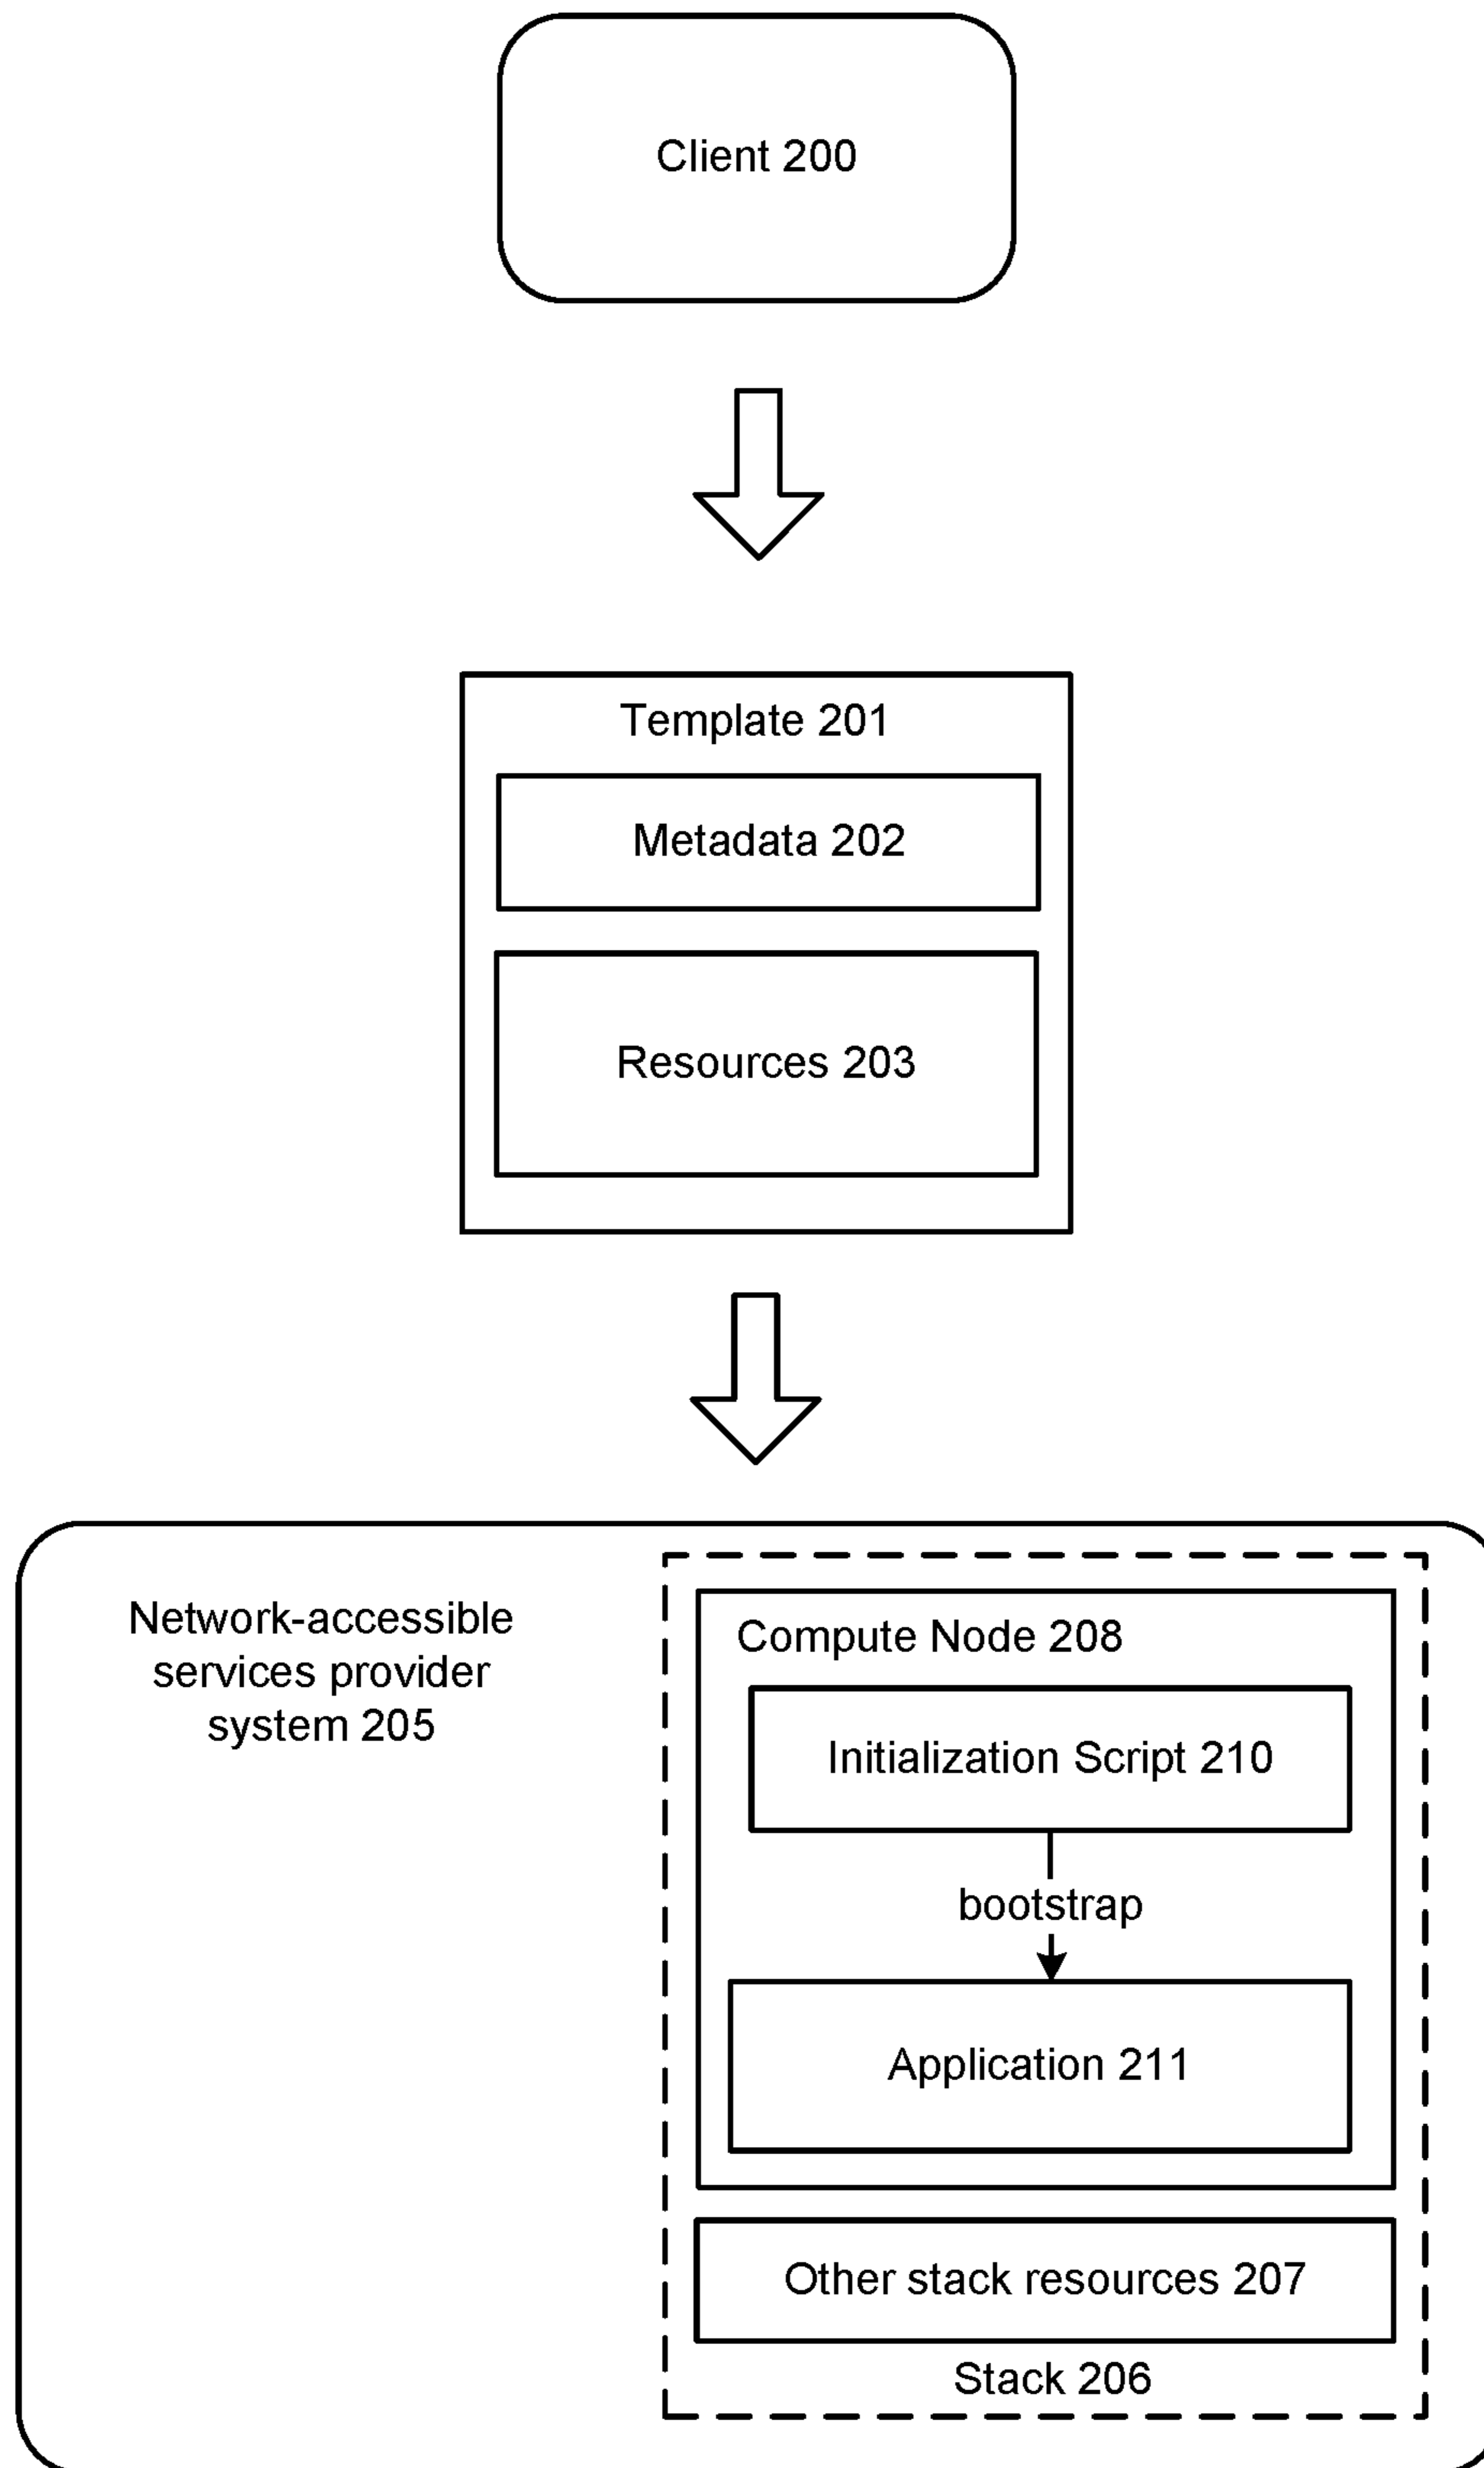 Client 200
Template 201
Metadata 202
Resources 203
Network-accessible
services provider
system 205
Compute Node 208
Initialization Script 210
bootstrap
Application 211
Other stack resources 207
Stack 206